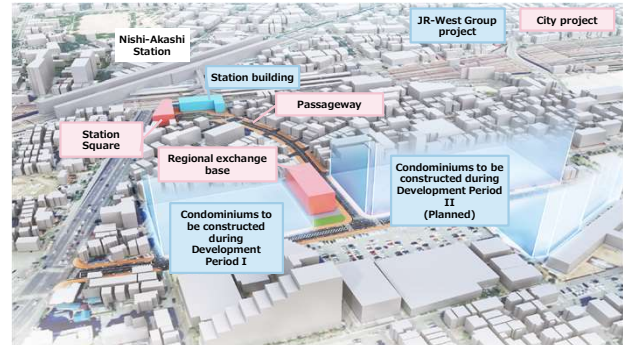 Nishi-Akashi
Station
JR-West Group
project
City project
Station building
Passageway
Station
Square
Regional exchange
base
Condominiums to be
constructed during
Development Period
II
(Planned)
Condominiums to
be constructed
during
Development
Period I